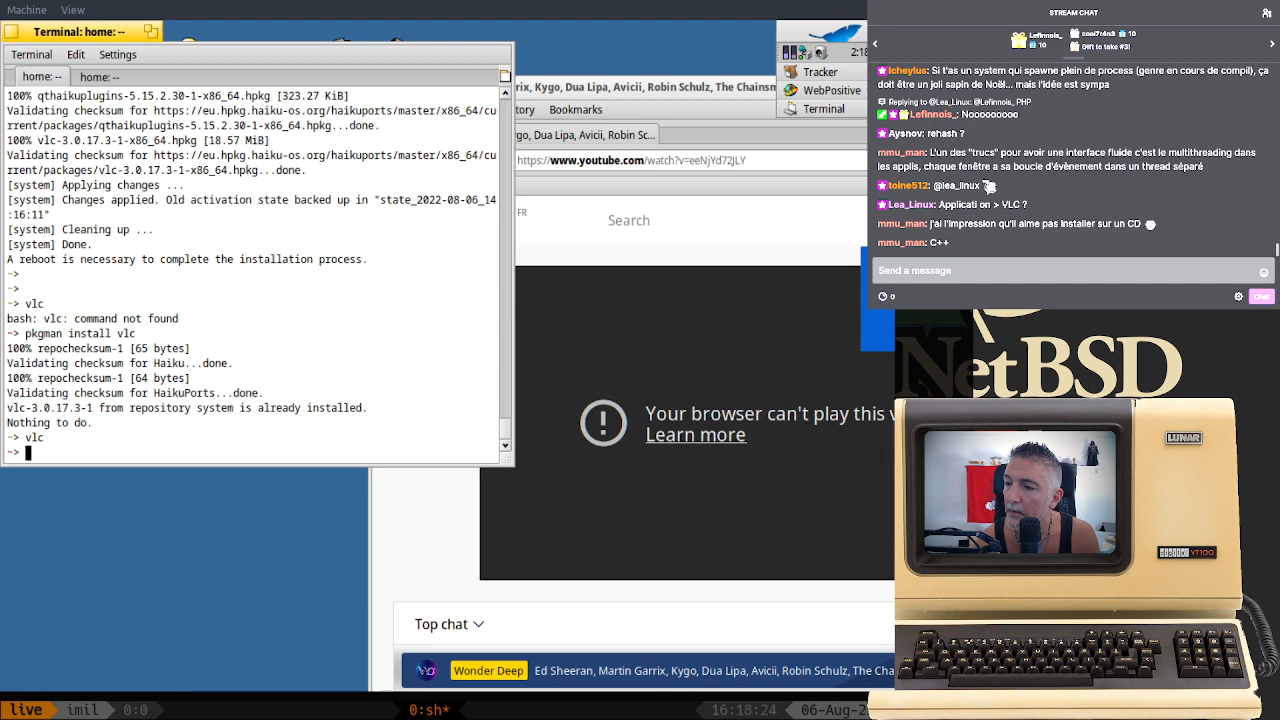 Machine View
Terminal: home: --
Terminal Edit Settings
home: -- home: --
100% qthaikuplugins-5.15.2.30-1-x86_64.hpkg [323.27 KiB]
Validating checksum for https://eu.hpkg.haiku-os.org/haikuports/master/x86_64/cu
rrent/packages/qthaikuplugins-5.15.2.30-1-x86_64.hpkg...done.
100% vlc-3.0.17.3-1-x86_64.hpkg [18.57 MiB]
Validating checksum for https://eu.hpkg.haiku-os.org/haikuports/master/x86_64/cu
rrent/packages/vlc-3.0.17.3-1-x86_64.hpkg...done.
[system] Applying changes ...
[system] Changes applied. Old activation state backed up in "state_2022-08-06_14
:16:11"
[system] Cleaning up ...
[system] Done.
A reboot is necessary to complete the installation process.
~>
~>
~> vlc
bash: vlc: command not found
~> pkgman install vlc
100% repochecksum-1 [65 bytes]
Validating checksum for Haiku...done.
100% repochecksum-1 [64 bytes]
Validating checksum for HaikuPorts...done.
vlc-3.0.17.3-1 from repository system is already installed.
Nothing to do.
~> vlc
~>
2:18
Tracker
WebPositive
Terminal
rix, Kygo, Dua Lipa, Avicii, Robin Schulz, The Chainsm
tory Bookmarks
go, Dua Lipa, Avicii, Robin Sc...
https://www.youtube.com/watch?v=eeNjYd72JLY
FR
Search
Your browser can't play this v
Learn more
Top chat
Wonder Deep Ed Sheeran, Martin Garrix, Kygo, Dua Lipa, Avicii, Robin Schulz, The Cha
STREAM CHAT
Lefinnois_ 10
cool7r4n3 10
Gift to take #3!
lcheylus: Si t'as un system qui spawne plein de process (genre en cours de compil), ça
doit être un joli sapin de Noël... mais l'idée est sympa
Replying to @Lea_Linux: @Lefinnois_PHP
Lefinnois_: Noooooooo
Aysnov: rehash ?
mmu_man: L'un des "trucs" pour avoir une interface fluide c'est le multithreading dans
les applis, chaque fenêtre a sa boucle d'évènement dans un thread séparé
toine512: @lea_linux
Lea_Linux: Application > VLC ?
mmu_man: j'ai l'impression qu'il aime pas installer sur un CD
mmu_man: C++
Send a message
0
Chat
NetBSD
LUNAR
digital VT100
live imil 0:0 0:sh* 16:18:24 06-Aug-2